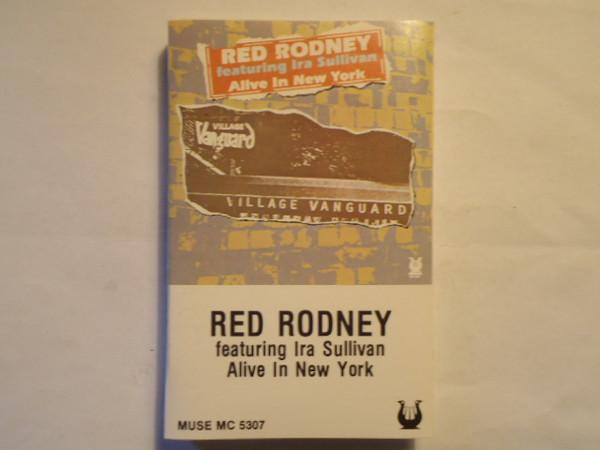 RED RODNEY
featuring Ira Sullivan
Alive In New York
VILLAGE
Vanguard
VILLAGE VANGUARD
RED RODNEY
featuring Ira Sullivan
Alive In New York
MUSE MC 5307